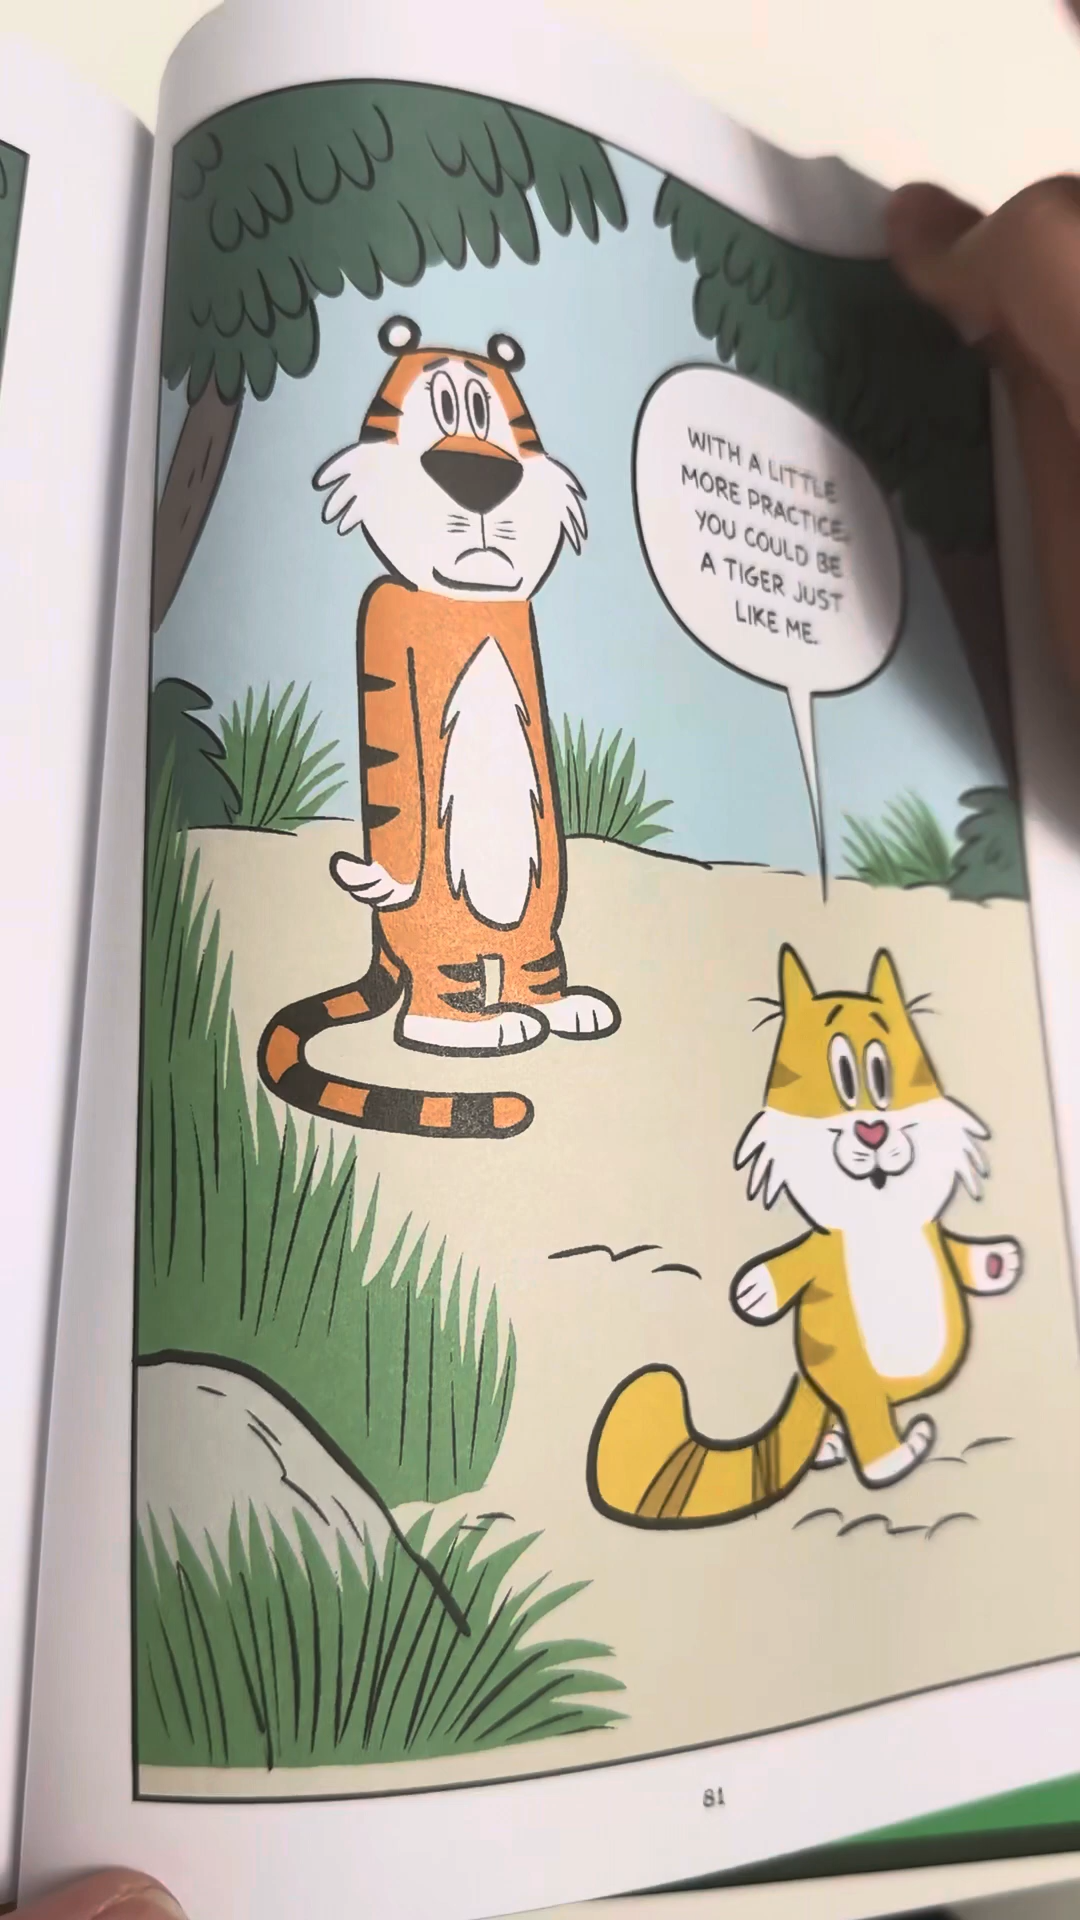 WITH A LITTLE
MORE PRACTICE,
YOU COULD BE
A TIGER JUST
LIKE ME.
81